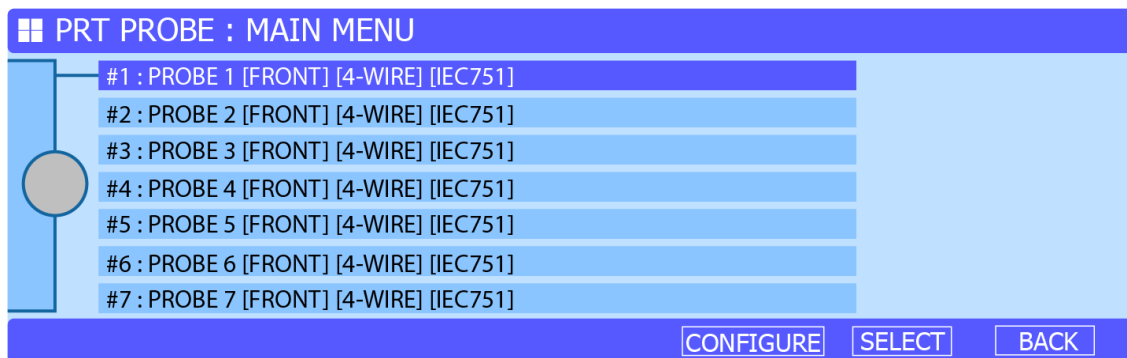 PRT PROBE : MAIN MENU
#1 : PROBE 1 [FRONT] [4-WIRE] [IEC751]
#2 : PROBE 2 [FRONT] [4-WIRE] [IEC751]
#3 : PROBE 3 [FRONT] [4-WIRE] [IEC751]
#4 : PROBE 4 [FRONT] [4-WIRE] [IEC751]
#5 : PROBE 5 [FRONT] [4-WIRE] [IEC751]
#6 : PROBE 6 [FRONT] [4-WIRE] [IEC751]
#7 : PROBE 7 [FRONT] [4-WIRE] [IEC751]
CONFIGURE SELECT BACK